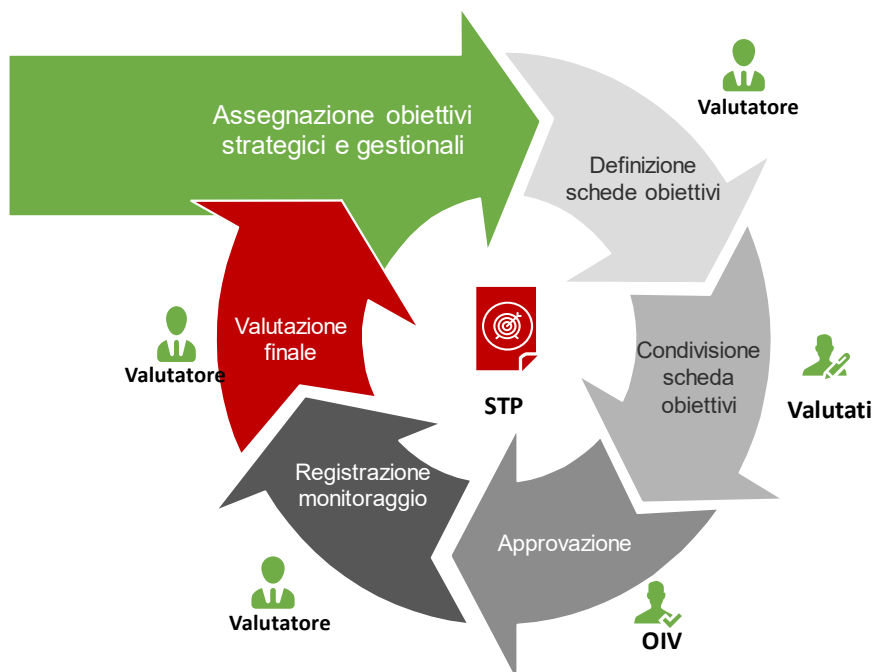 Assegnazione obiettivi
strategici e gestionali
Valutatore
Definizione
schede obiettivi
Condivisione
scheda
obiettivi
Valutati
Approvazione
OIV
Registrazione
monitoraggio
Valutatore
Valutazione
finale
Valutatore
STP